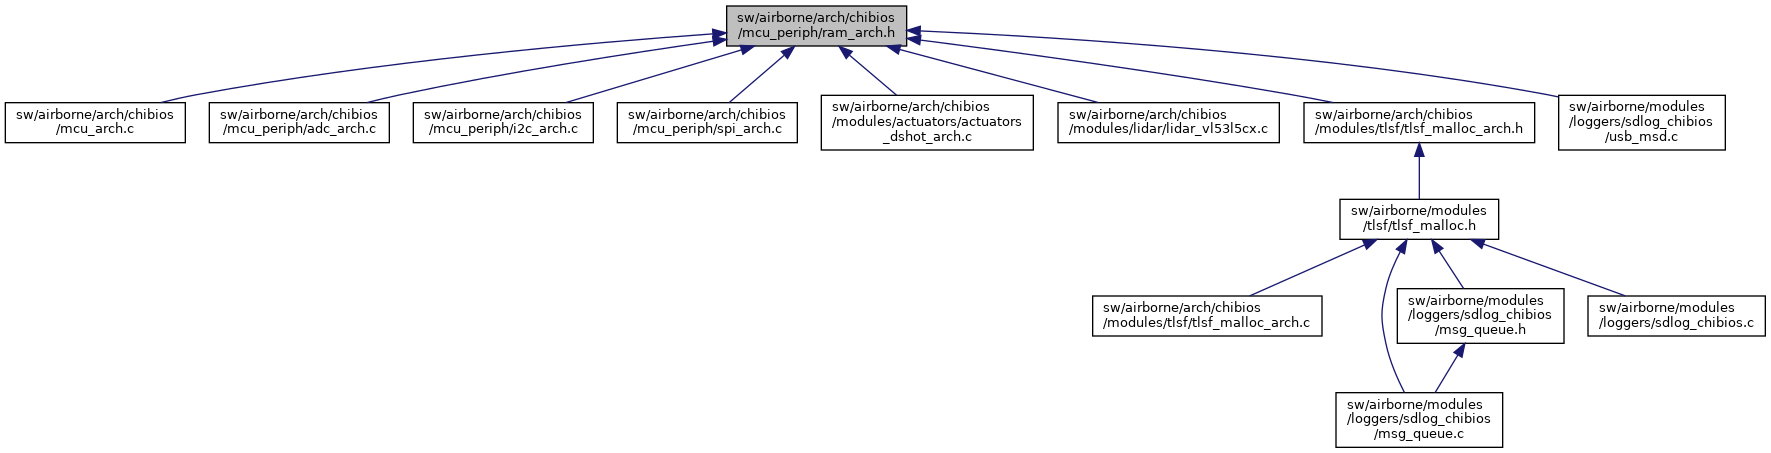 sw/airborne/arch/chibios
/mcu_periph/ram_arch.h
sw/airborne/arch/chibios
/mcu_arch.c
sw/airborne/arch/chibios
/mcu_periph/adc_arch.c
sw/airborne/arch/chibios
/mcu_periph/i2c_arch.c
sw/airborne/arch/chibios
/mcu_periph/spi_arch.c
sw/airborne/arch/chibios
/modules/actuators/actuators
_dshot_arch.c
sw/airborne/arch/chibios
/modules/lidar/lidar_vl53l5cx.c
sw/airborne/arch/chibios
/modules/tlsf/tlsf_malloc_arch.h
sw/airborne/modules
/loggers/sdlog_chibios
/usb_msd.c
sw/airborne/modules
/tlsf/tlsf_malloc.h
sw/airborne/arch/chibios
/modules/tlsf/tlsf_malloc_arch.c
sw/airborne/modules
/loggers/sdlog_chibios
/msg_queue.h
sw/airborne/modules
/loggers/sdlog_chibios.c
sw/airborne/modules
/loggers/sdlog_chibios
/msg_queue.c